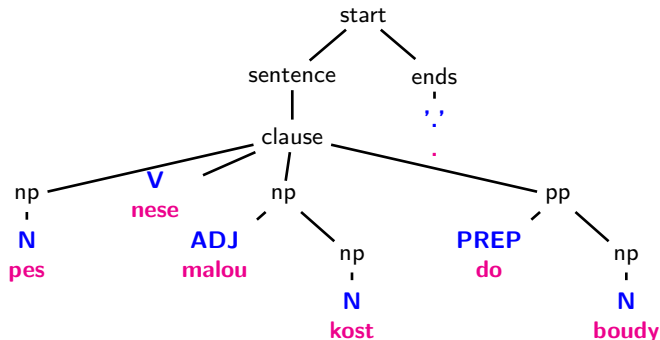 start
sentence ends
'.'
clause .
np V np pp
nese
N ADJ np PREP np
pes malou do
N N
kost boudy